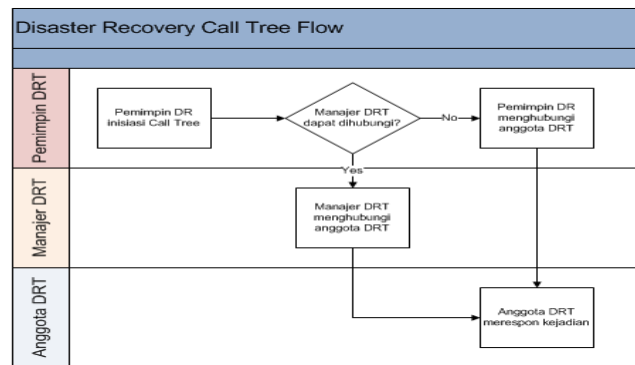 Disaster Recovery Call Tree Flow
Pemimpin DRT
Pemimpin DR
inisiasi Call Tree
Manajer DRT
dapat dihubungi?
No
Pemimpin DR
menghubungi
anggota DRT
Yes
Manajer DRT
Manajer DRT
menghubungi
anggota DRT
Anggota DRT
Anggota DRT
merespon kejadian